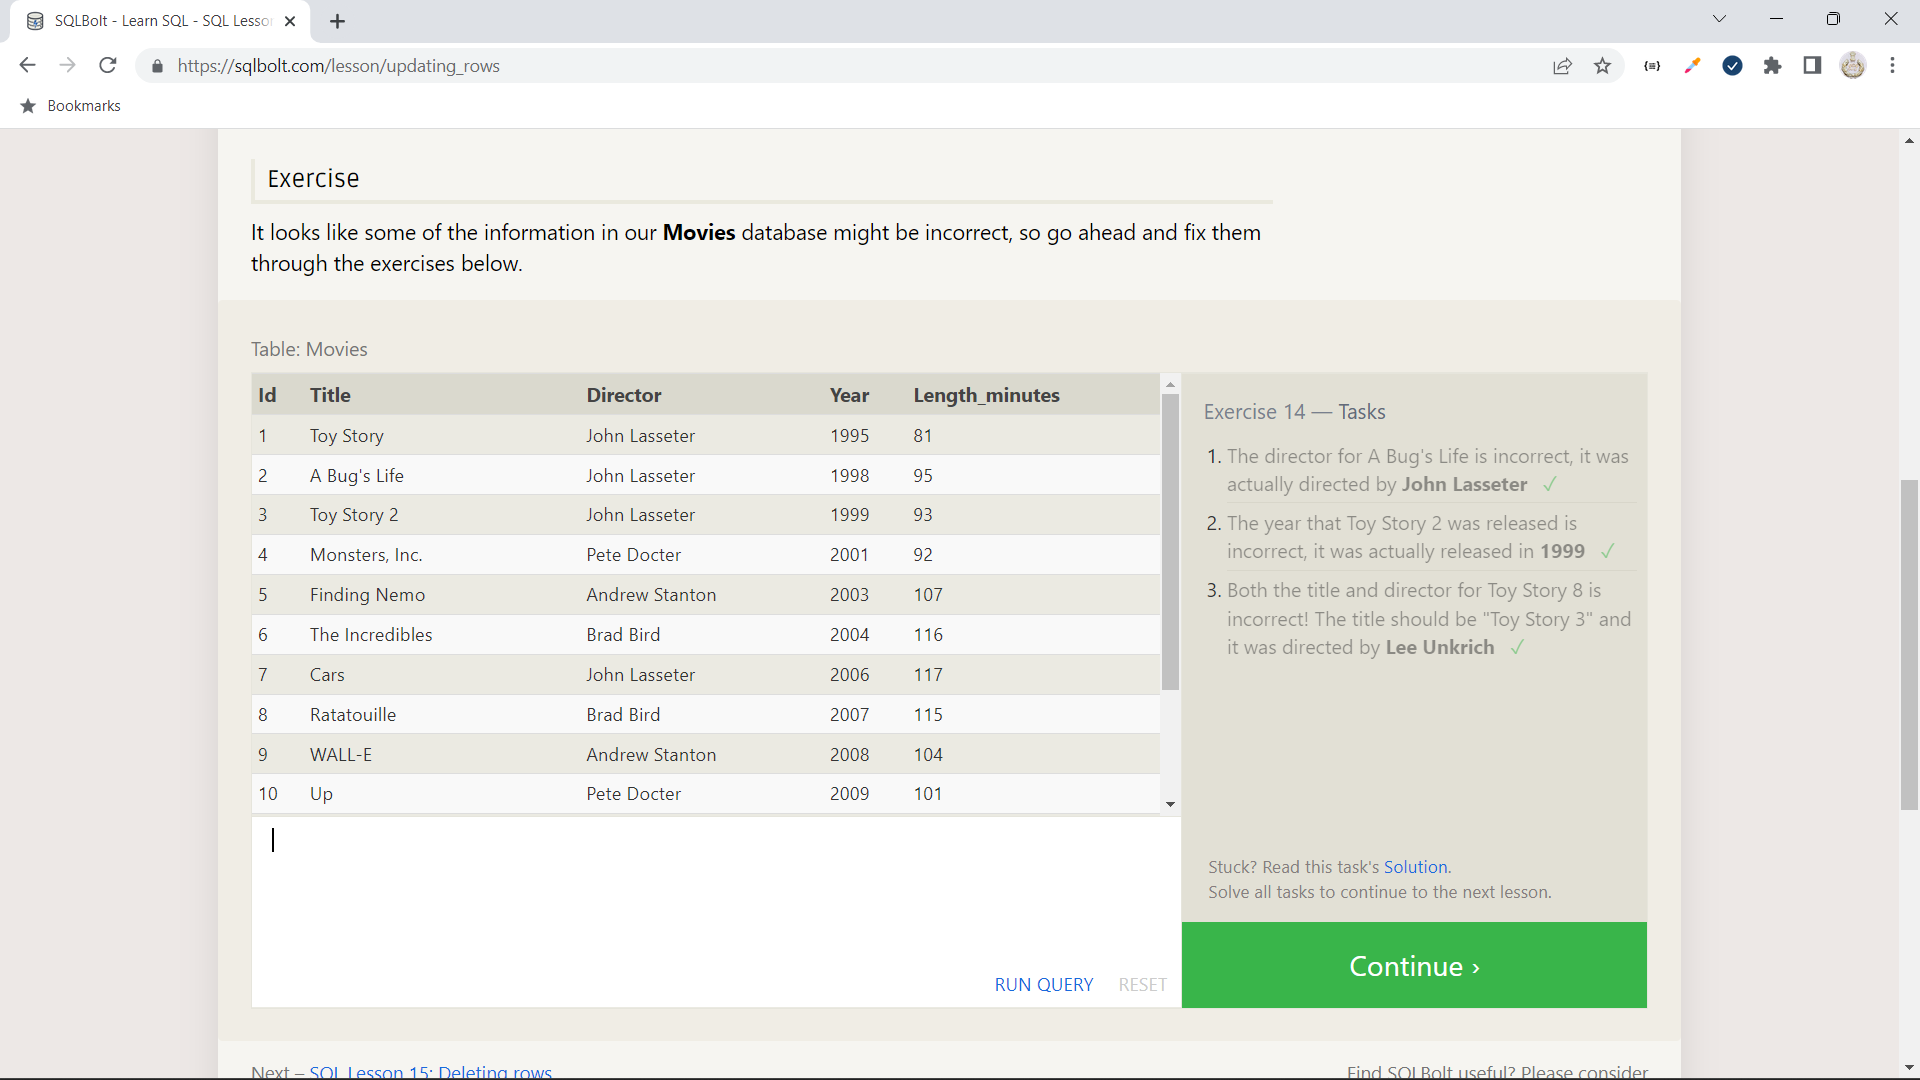 SQLBolt - Learn SQL - SQL Lesso
https://sqlbolt.com/lesson/updating_rows
Bookmarks
Exercise
It looks like some of the information in our Movies database might be incorrect, so go ahead and fix them
through the exercises below.
Table: Movies
Id Title Director Year Length_minutes
1 Toy Story John Lasseter 1995 81
2 A Bug's Life John Lasseter 1998 95
3 Toy Story 2 John Lasseter 1999 93
4 Monsters, Inc. Pete Docter 2001 92
5 Finding Nemo Andrew Stanton 2003 107
6 The Incredibles Brad Bird 2004 116
7 Cars John Lasseter 2006 117
8 Ratatouille Brad Bird 2007 115
9 WALL-E Andrew Stanton 2008 104
10 Up Pete Docter 2009 101
RUN QUERY RESET
Exercise 14 — Tasks
1. The director for A Bug's Life is incorrect, it was
actually directed by John Lasseter ✓
2. The year that Toy Story 2 was released is
incorrect, it was actually released in 1999 ✓
3. Both the title and director for Toy Story 8 is
incorrect! The title should be "Toy Story 3" and
it was directed by Lee Unkrich ✓
Stuck? Read this task's Solution.
Solve all tasks to continue to the next lesson.
Continue ›
Next – SQL Lesson 15: Deleting rows
Find SQLBolt useful? Please consider